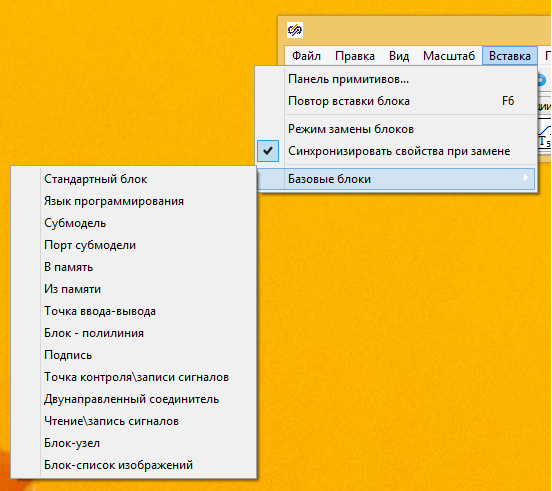 Файл Правка Вид Масштаб Вставка
Панель примитивов...
Повтор вставки блока F6
Режим замены блоков
Синхронизировать свойства при замене
Базовые блоки
Стандартный блок
Язык программирования
Субмодель
Порт субмодели
В память
Из памяти
Точка ввода-вывода
Блок - полилиния
Подпись
Точка контроля\записи сигналов
Двунаправленный соединитель
Чтение\запись сигналов
Блок-узел
Блок-список изображений